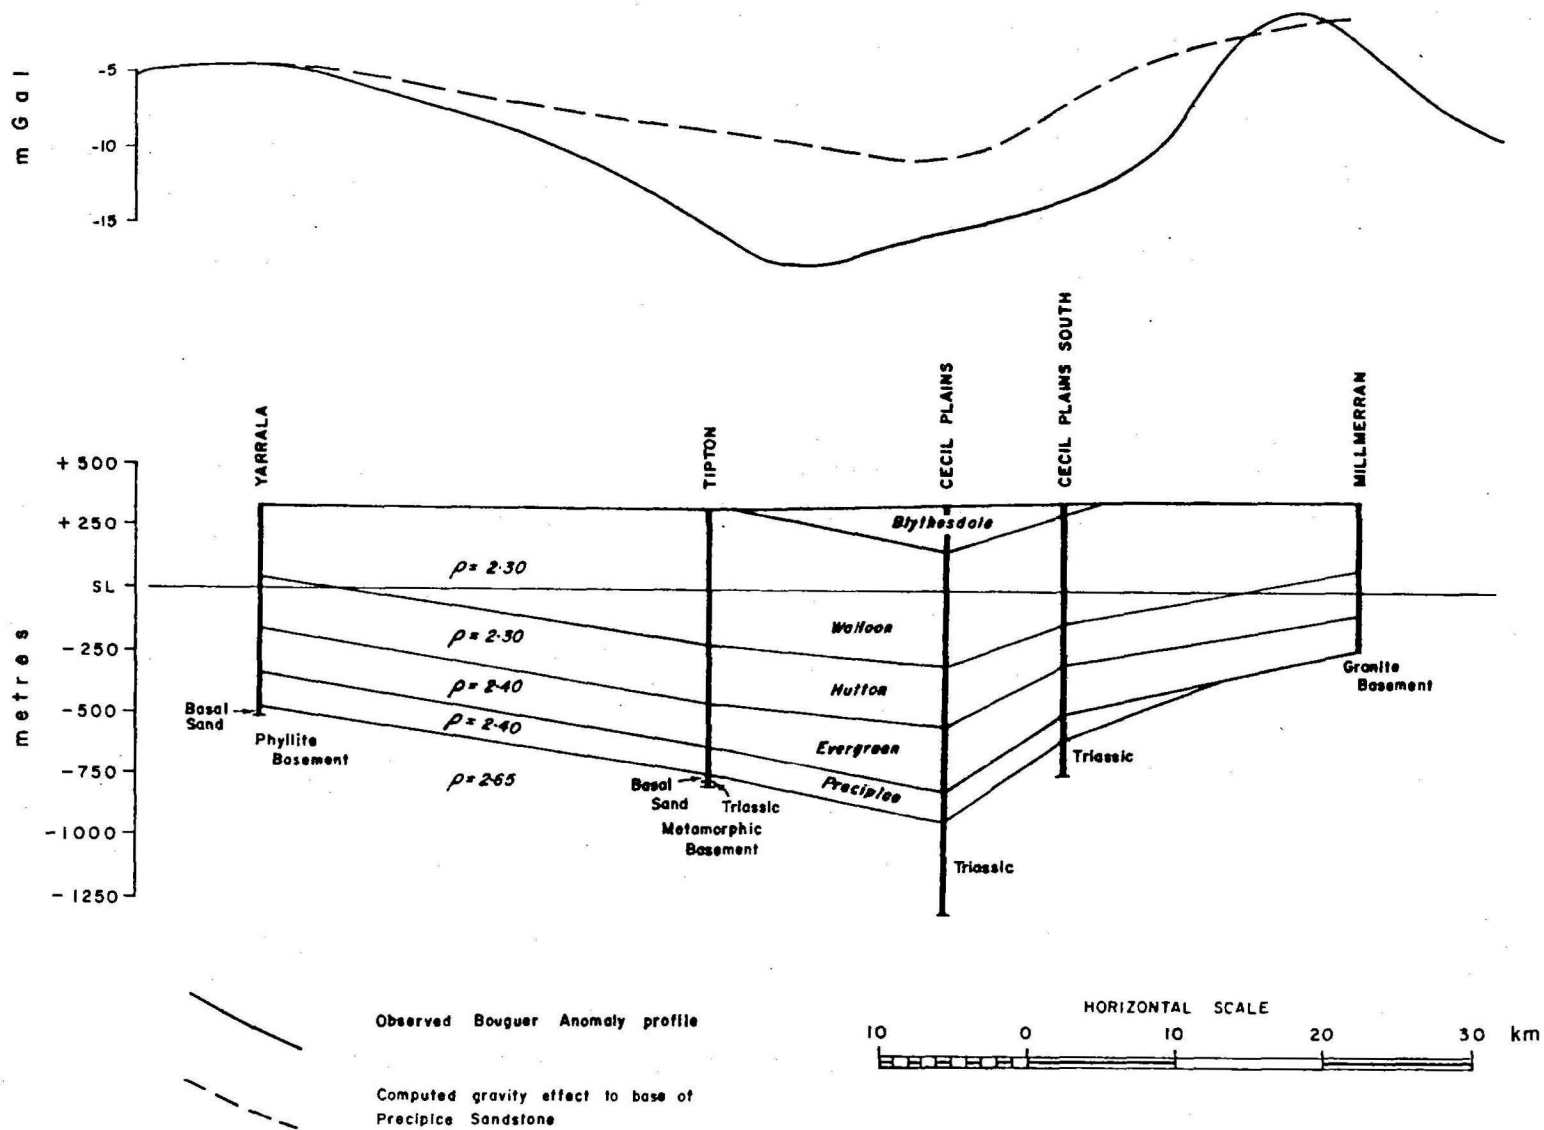 mGal
-5
-10
-15
YARRALA
TIPTON
CECIL PLAINS
CECIL PLAINS SOUTH
MILLMERRAN
metres
+500
+250
SL
-250
-500
-750
-1000
-1250
Blythesdale
ρ = 2·30
Walloon
ρ = 2·30
Hutton
ρ = 2·40
Evergreen
ρ = 2·40
Precipice
ρ = 2·65
Basal
Sand
Phyllite
Basement
Basal
Sand
Triassic
Metamorphic
Basement
Triassic
Triassic
Granite
Basement
Observed Bouguer Anomaly profile
Computed gravity effect to base of
Precipice Sandstone
HORIZONTAL SCALE
10 0 10 20 30 km